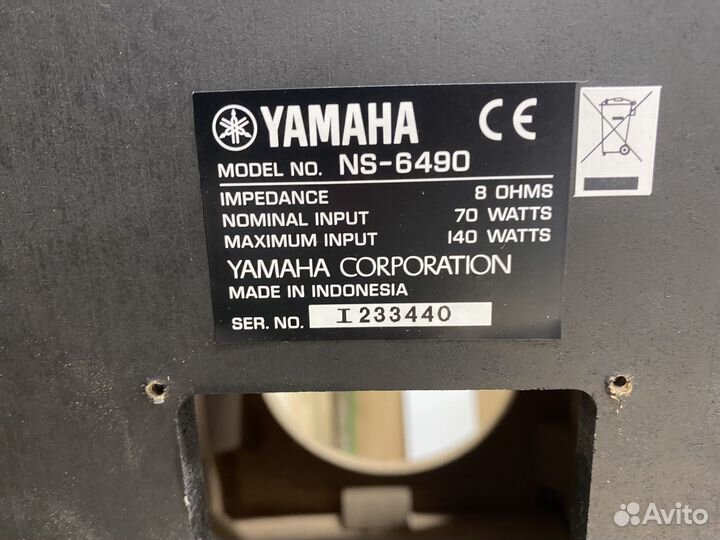 YAMAHA CE
MODEL NO. NS-6490
IMPEDANCE 8 OHMS
NOMINAL INPUT 70 WATTS
MAXIMUM INPUT 140 WATTS
YAMAHA CORPORATION
MADE IN INDONESIA
SER. NO. I 233440
Avito